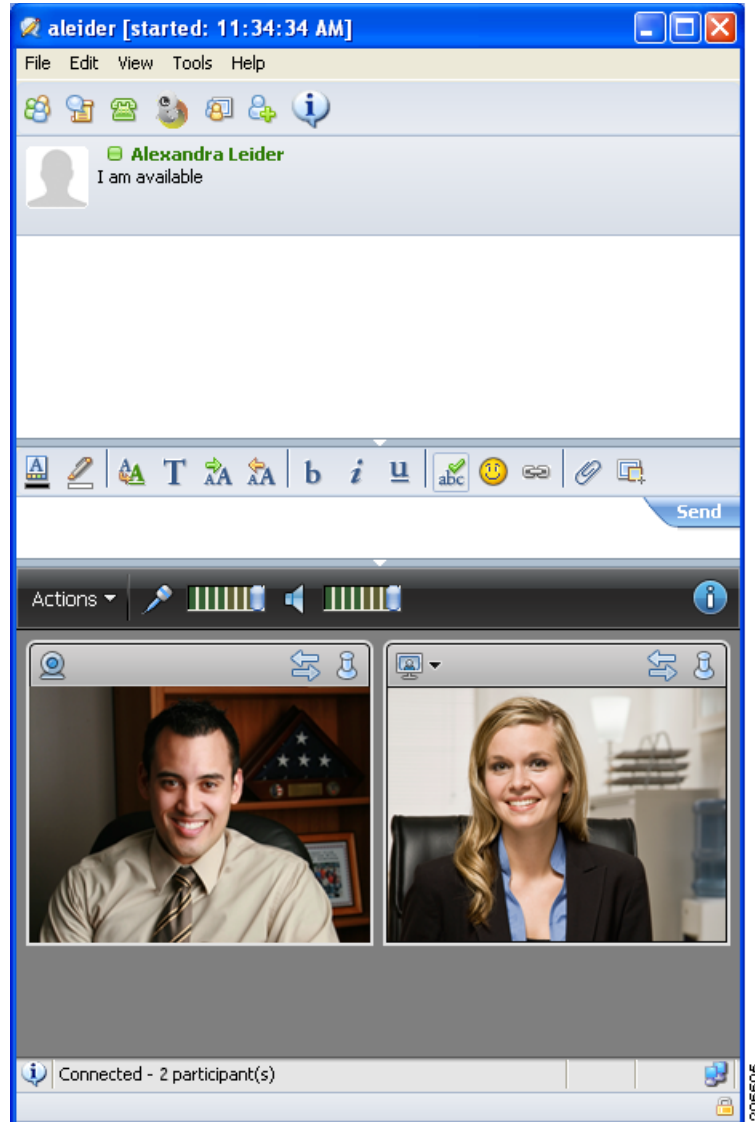 aleider [started: 11:34:34 AM]
File Edit View Tools Help
Alexandra Leider
I am available
A
A A
T
A A
A A
b i u
abc
Send
Actions
Connected - 2 participant(s)